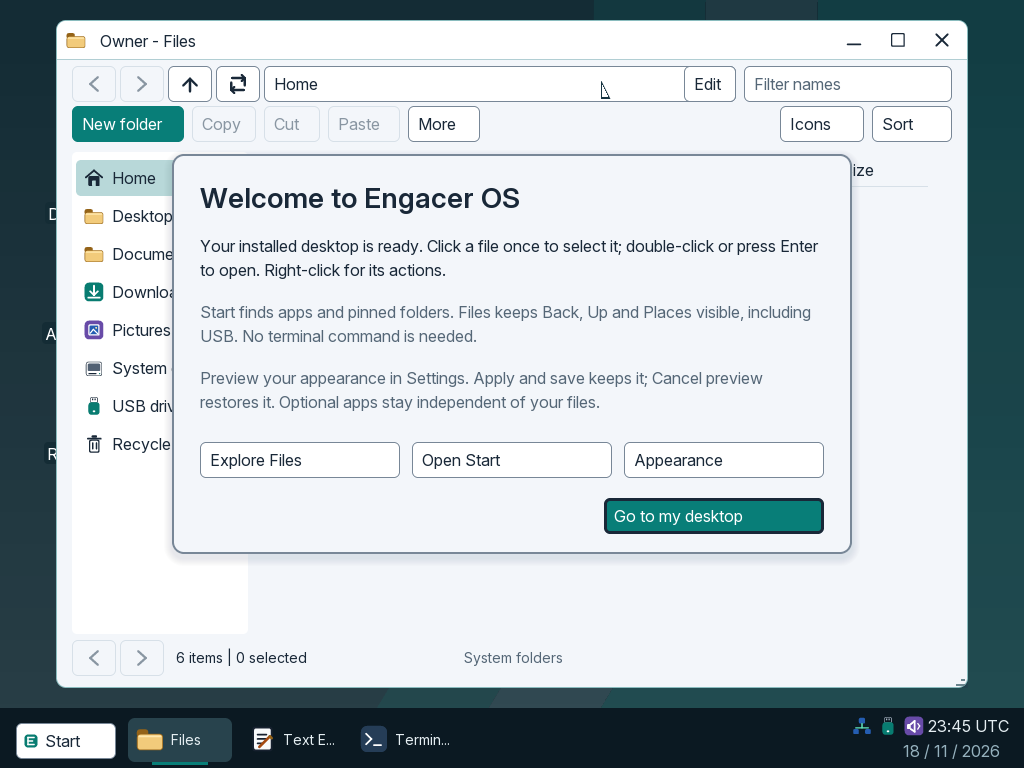 Owner - Files
Home
Edit
Filter names
New folder
Copy
Cut
Paste
More
Icons
Sort
Home
Desktop
Docume
Downloa
Pictures
System
USB driv
Recycle
ize
Welcome to Engacer OS
Your installed desktop is ready. Click a file once to select it; double-click or press Enter
to open. Right-click for its actions.
Start finds apps and pinned folders. Files keeps Back, Up and Places visible, including
USB. No terminal command is needed.
Preview your appearance in Settings. Apply and save keeps it; Cancel preview
restores it. Optional apps stay independent of your files.
Explore Files
Open Start
Appearance
Go to my desktop
D
A
R
6 items | 0 selected
System folders
Start
Files
Text E...
Termin...
23:45 UTC
18 / 11 / 2026